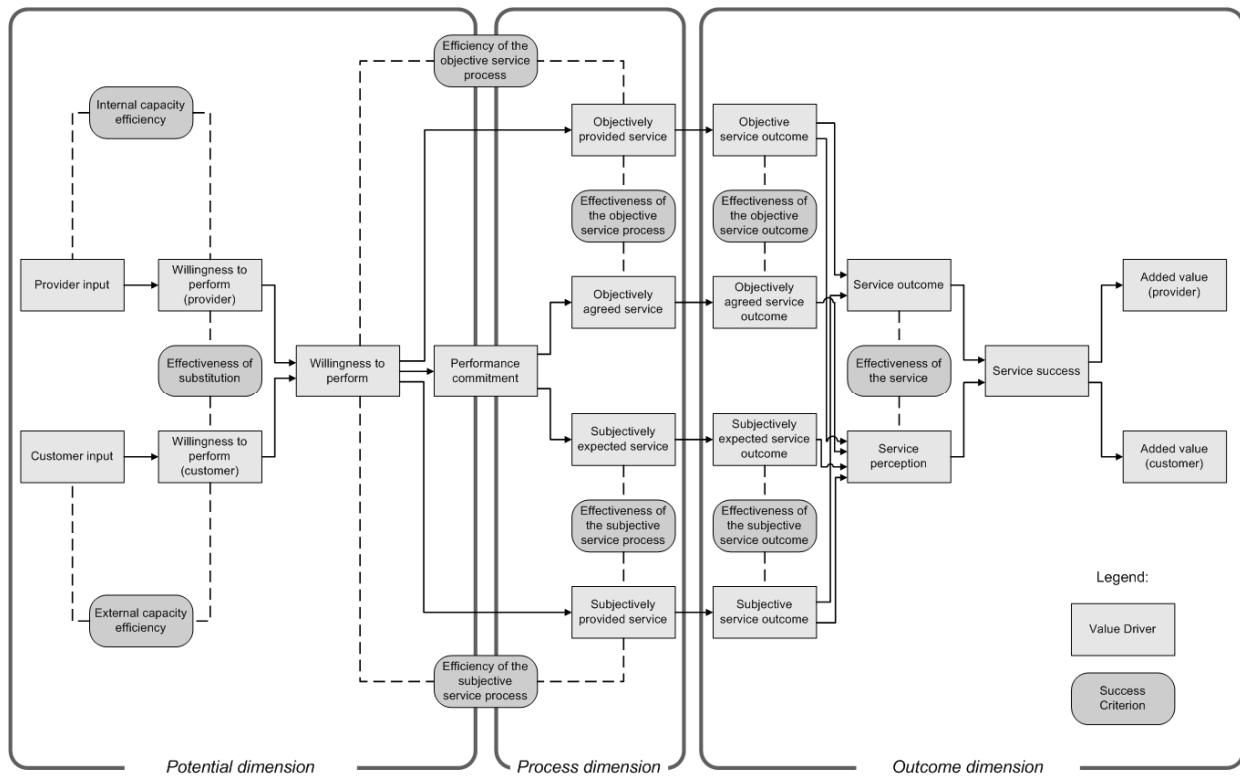 Efficiency of the
objective service
process
Internal capacity
efficiency
Objectively
provided service
Objective
service outcome
Effectiveness of
the objective
service process
Effectiveness of
the objective
service outcome
Provider input
Willingness to
perform
(provider)
Objectively
agreed service
Objectively
agreed service
outcome
Service outcome
Added value
(provider)
Effectiveness of
substitution
Willingness to
perform
Performance
commitment
Effectiveness of
the service
Service success
Customer input
Willingness to
perform
(customer)
Subjectively
expected service
Subjectively
expected service
outcome
Service
perception
Added value
(customer)
Effectiveness of
the subjective
service process
Effectiveness of
the subjective
service outcome
External capacity
efficiency
Subjectively
provided service
Subjective
service outcome
Efficiency of the
subjective
service process
Legend:
Value Driver
Success
Criterion
Potential dimension
Process dimension
Outcome dimension